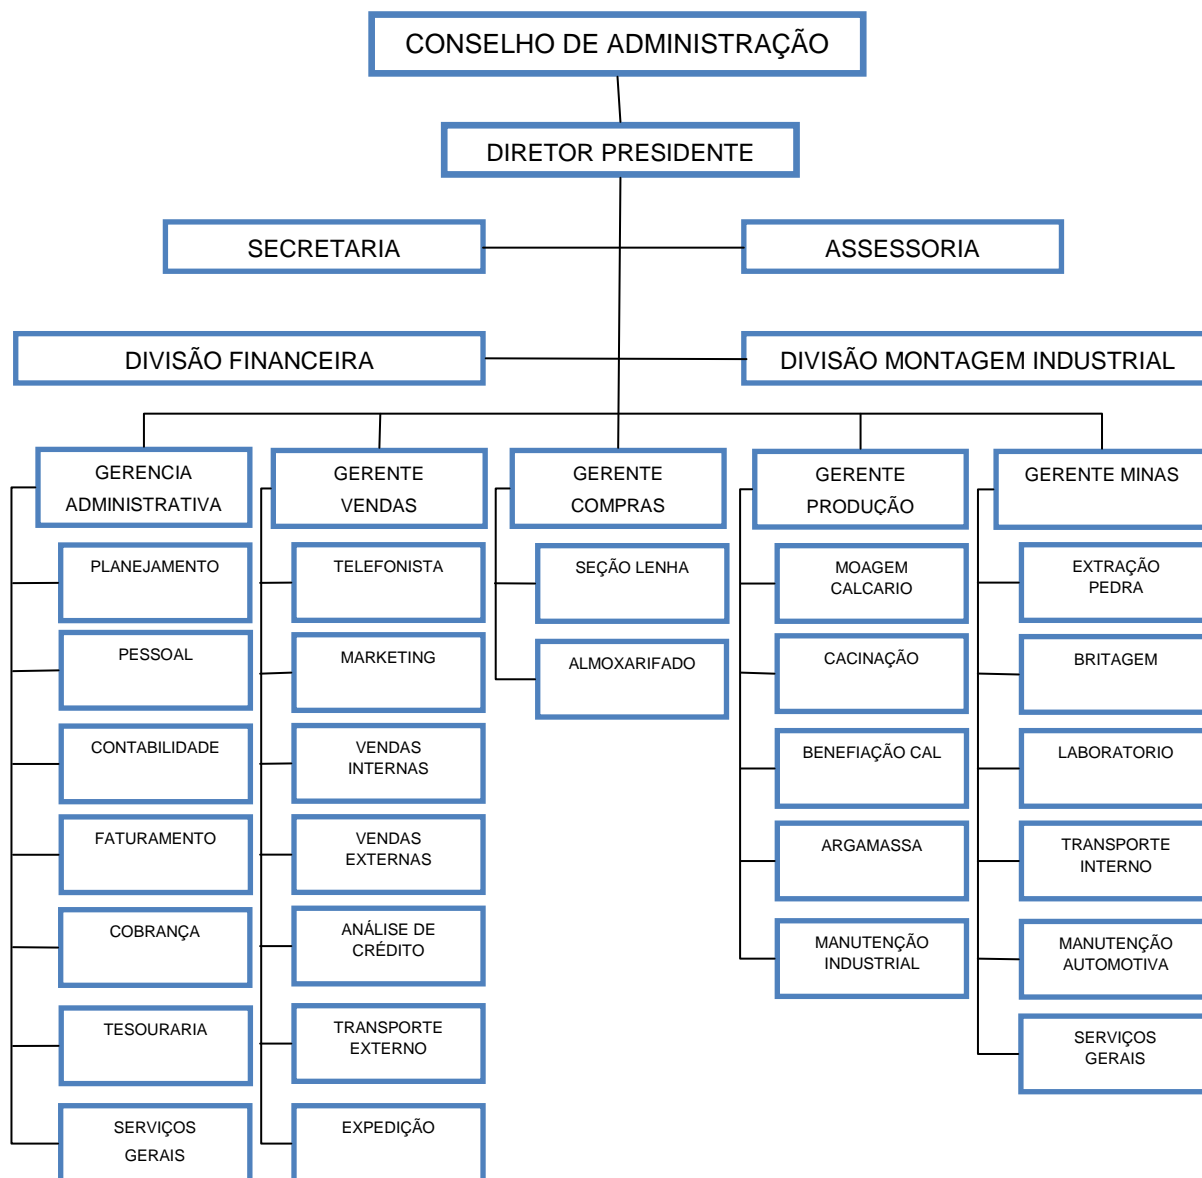 CONSELHO DE ADMINISTRAÇÃO
DIRETOR PRESIDENTE
SECRETARIA
ASSESSORIA
DIVISÃO FINANCEIRA
DIVISÃO MONTAGEM INDUSTRIAL
GERENCIA
ADMINISTRATIVA
GERENTE
VENDAS
GERENTE
COMPRAS
GERENTE
PRODUÇÃO
GERENTE MINAS
PLANEJAMENTO
PESSOAL
CONTABILIDADE
FATURAMENTO
COBRANÇA
TESOURARIA
SERVIÇOS
GERAIS
TELEFONISTA
MARKETING
VENDAS
INTERNAS
VENDAS
EXTERNAS
ANÁLISE DE
CRÉDITO
TRANSPORTE
EXTERNO
EXPEDIÇÃO
SEÇÃO LENHA
ALMOXARIFADO
MOAGEM
CALCARIO
CACINAÇÃO
BENEFIAÇÃO CAL
ARGAMASSA
MANUTENÇÃO
INDUSTRIAL
EXTRAÇÃO
PEDRA
BRITAGEM
LABORATORIO
TRANSPORTE
INTERNO
MANUTENÇÃO
AUTOMOTIVA
SERVIÇOS
GERAIS